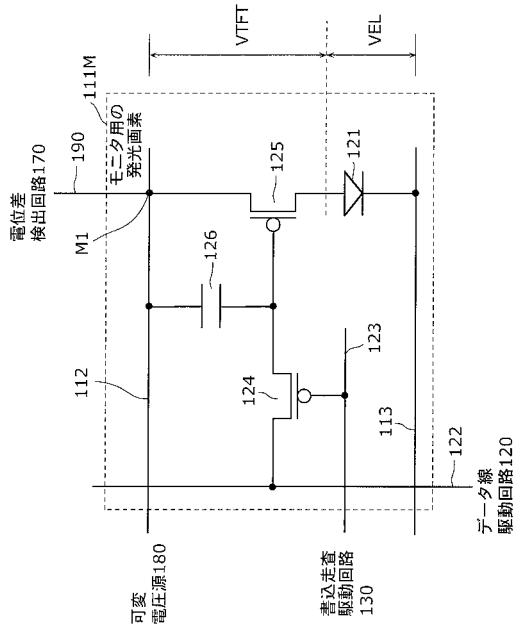 電位差
検出回路170
190
111M
モニタ用の
発光画素
M1
VTFT
VEL
112
126
125
121
124
123
113
122
可変
電圧源180
書込走査
駆動回路
130
データ線
駆動回路120